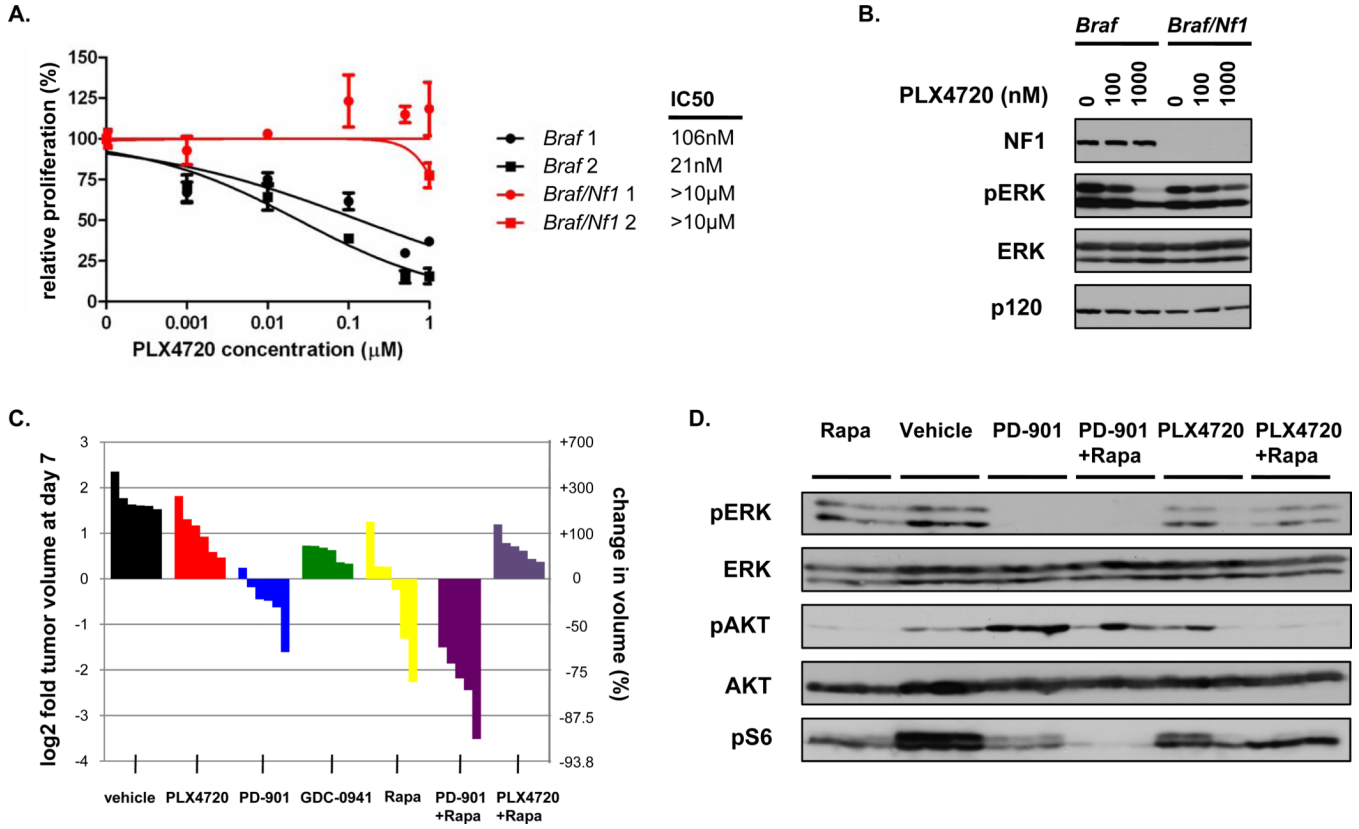 A.
150
125
100
75
50
25
0
relative proliferation (%)
0
0.001
0.01
0.1
1
PLX4720 concentration (μM)
Braf 1
Braf 2
Braf/Nf1 1
Braf/Nf1 2
IC50
106nM
21nM
>10μM
>10μM
B.
Braf
Braf/Nf1
PLX4720 (nM)
0
100
1000
0
100
1000
NF1
pERK
ERK
p120
C.
log2 fold tumor volume at day 7
3
2
1
0
-1
-2
-3
-4
+700
+300
+100
0
-50
-75
-87.5
-93.8
change in volume (%)
vehicle
PLX4720
PD-901
GDC-0941
Rapa
PD-901
+Rapa
PLX4720
+Rapa
D.
Rapa
Vehicle
PD-901
PD-901
+Rapa
PLX4720
PLX4720
+Rapa
pERK
ERK
pAKT
AKT
pS6